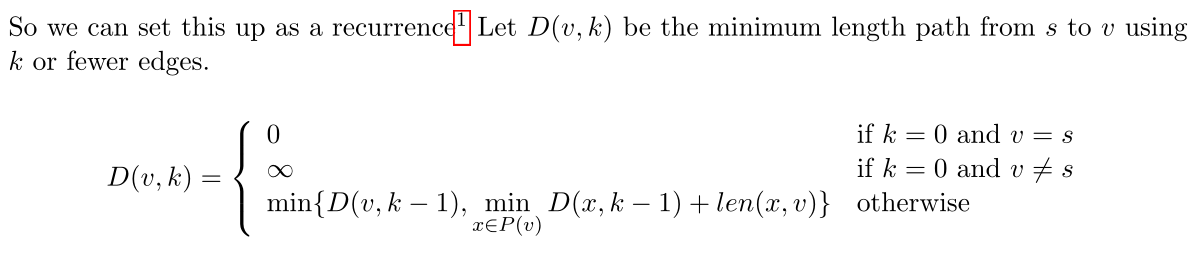 So we can set this up as a recurrence¹ Let D(v, k) be the minimum length path from s to v using
k or fewer edges.
0 if k = 0 and v = s
∞ if k = 0 and v ≠ s
D(v, k) = { min{D(v, k − 1), min_{x∈P(v)} D(x, k − 1) + len(x, v)} otherwise